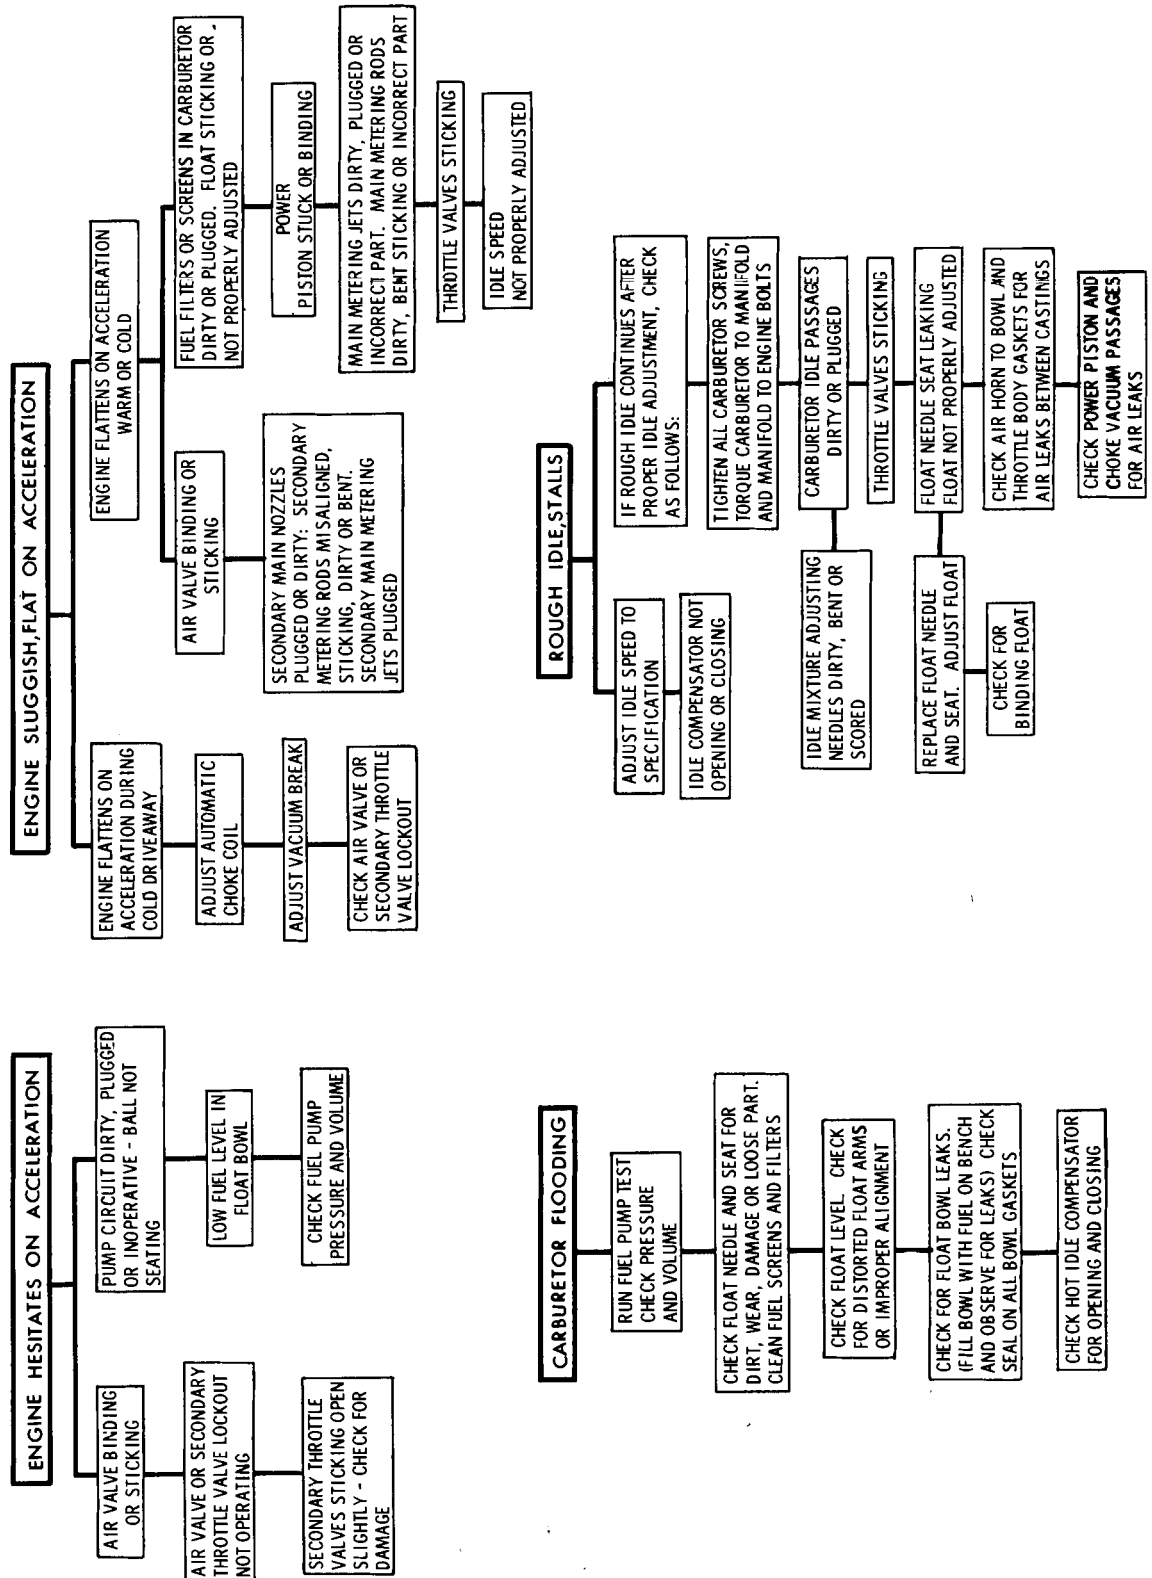 ENGINE HESITATES ON ACCELERATION
AIR VALVE BINDING
OR STICKING
AIR VALVE OR SECONDARY
THROTTLE VALVE LOCKOUT
NOT OPERATING
SECONDARY THROTTLE
VALVES STICKING OPEN
SLIGHTLY - CHECK FOR
DAMAGE
PUMP CIRCUIT DIRTY, PLUGGED
OR INOPERATIVE - BALL NOT
SEATING
LOW FUEL LEVEL IN
FLOAT BOWL
CHECK FUEL PUMP
PRESSURE AND VOLUME
ENGINE SLUGGISH, FLAT ON ACCELERATION
ENGINE FLATTENS ON
ACCELERATION DURING
COLD DRIVEAWAY
ADJUST AUTOMATIC
CHOKE COIL
ADJUST VACUUM BREAK
CHECK AIR VALVE OR
SECONDARY THROTTLE
VALVE LOCKOUT
ENGINE FLATTENS ON ACCELERATION
WARM OR COLD
AIR VALVE BINDING OR
STICKING
SECONDARY MAIN NOZZLES
PLUGGED OR DIRTY: SECONDARY
METERING RODS MISALIGNED,
STICKING, DIRTY OR BENT.
SECONDARY MAIN METERING
JETS PLUGGED
FUEL FILTERS OR SCREENS IN CARBURETOR
DIRTY OR PLUGGED. FLOAT STICKING OR ,
NOT PROPERLY ADJUSTED
POWER
PISION STUCK OR BINDING
MAIN METERING JETS DIRTY, PLUGGED OR
INCORRECT PART. MAIN METERING RODS
DIRTY, BENT STICKING OR INCORRECT PART
THROTTLE VALVES STICKING
IDLE SPEED
NOT PROPERLY ADJUSTED
CARBURETOR FLOODING
RUN FUEL PUMP TEST
CHECK PRESSURE
AND VOLUME
CHECK FLOAT NEEDLE AND SEAT FOR
DIRT, WEAR, DAMAGE OR LOOSE PART.
CLEAN FUEL SCREENS AND FILTERS
CHECK FLOAT LEVEL. CHECK
FOR DISTORTED FLOAT ARMS
OR IMPROPER ALIGNMENT
CHECK FOR FLOAT BOWL LEAKS.
(FILL BOWL WITH FUEL ON BENCH
AND OBSERVE FOR LEAKS) CHECK
SEAL ON ALL BOWL GASKETS
CHECK HOT IDLE COMPENSATOR
FOR OPENING AND CLOSING
ROUGH IDLE, STALLS
ADJUST IDLE SPEED TO
SPECIFICATION
IDLE COMPENSATOR NOT
OPENING OR CLOSING
IF ROUGH IDLE CONTINUES AFTER
PROPER IDLE ADJUSTMENT, CHECK
AS FOLLOWS:
TIGHTEN ALL CARBURETOR SCREWS,
TORQUE CARBURETOR TO MANIFOLD
AND MANIFOLD TO ENGINE BOLTS
CARBURETOR IDLE PASSAGES
DIRTY OR PLUGGED
IDLE MIXTURE ADJUSTING
NEEDLES DIRTY, BENT OR
SCORED
THROTTLE VALVES STICKING
FLOAT NEEDLE SEAT LEAKING
FLOAT NOT PROPERLY ADJUSTED
REPLACE FLOAT NEEDLE
AND SEAT. ADJUST FLOAT
CHECK FOR
BINDING FLOAT
CHECK AIR HORN TO BOWL AND
THROTTLE BODY GASKETS FOR
AIR LEAKS BETWEEN CASTINGS
CHECK POWER PISTON AND
CHOKE VACUUM PASSAGES
FOR AIR LEAKS